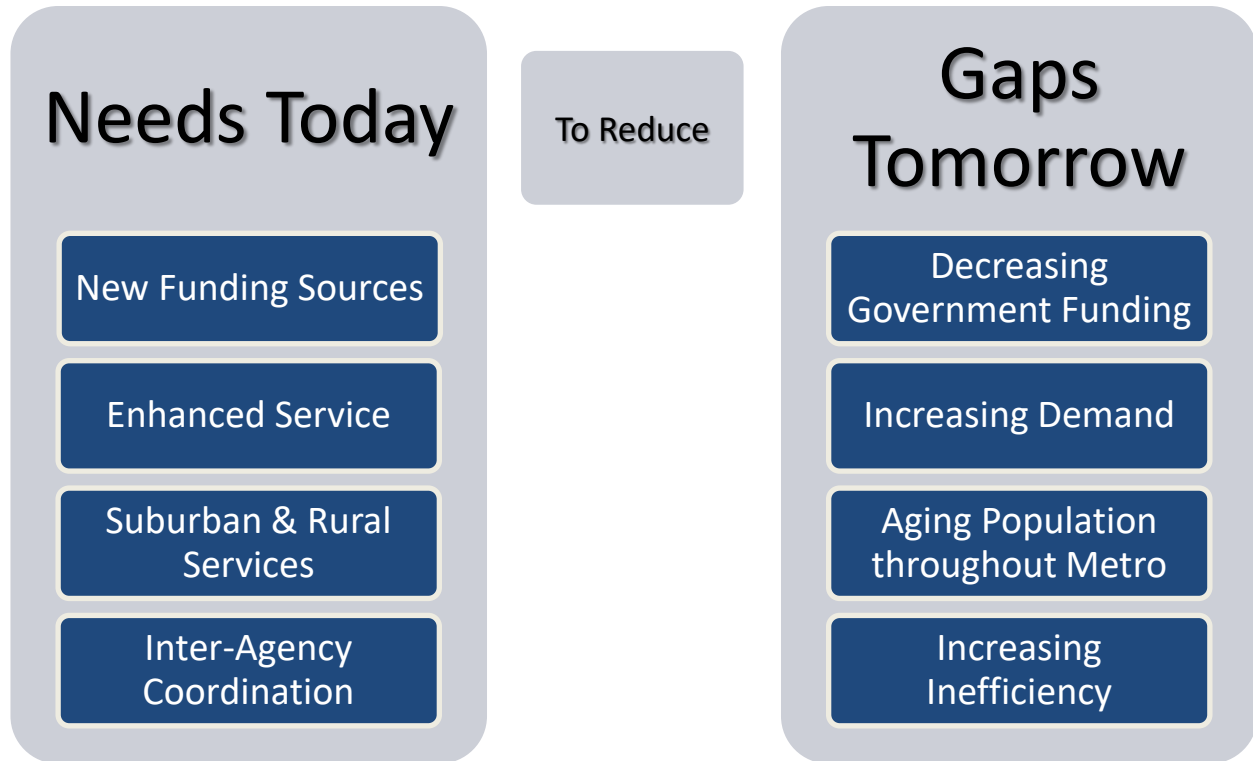 Needs Today
New Funding Sources
Enhanced Service
Suburban & Rural
Services
Inter-Agency
Coordination
To Reduce
Gaps
Tomorrow
Decreasing
Government Funding
Increasing Demand
Aging Population
throughout Metro
Increasing
Inefficiency